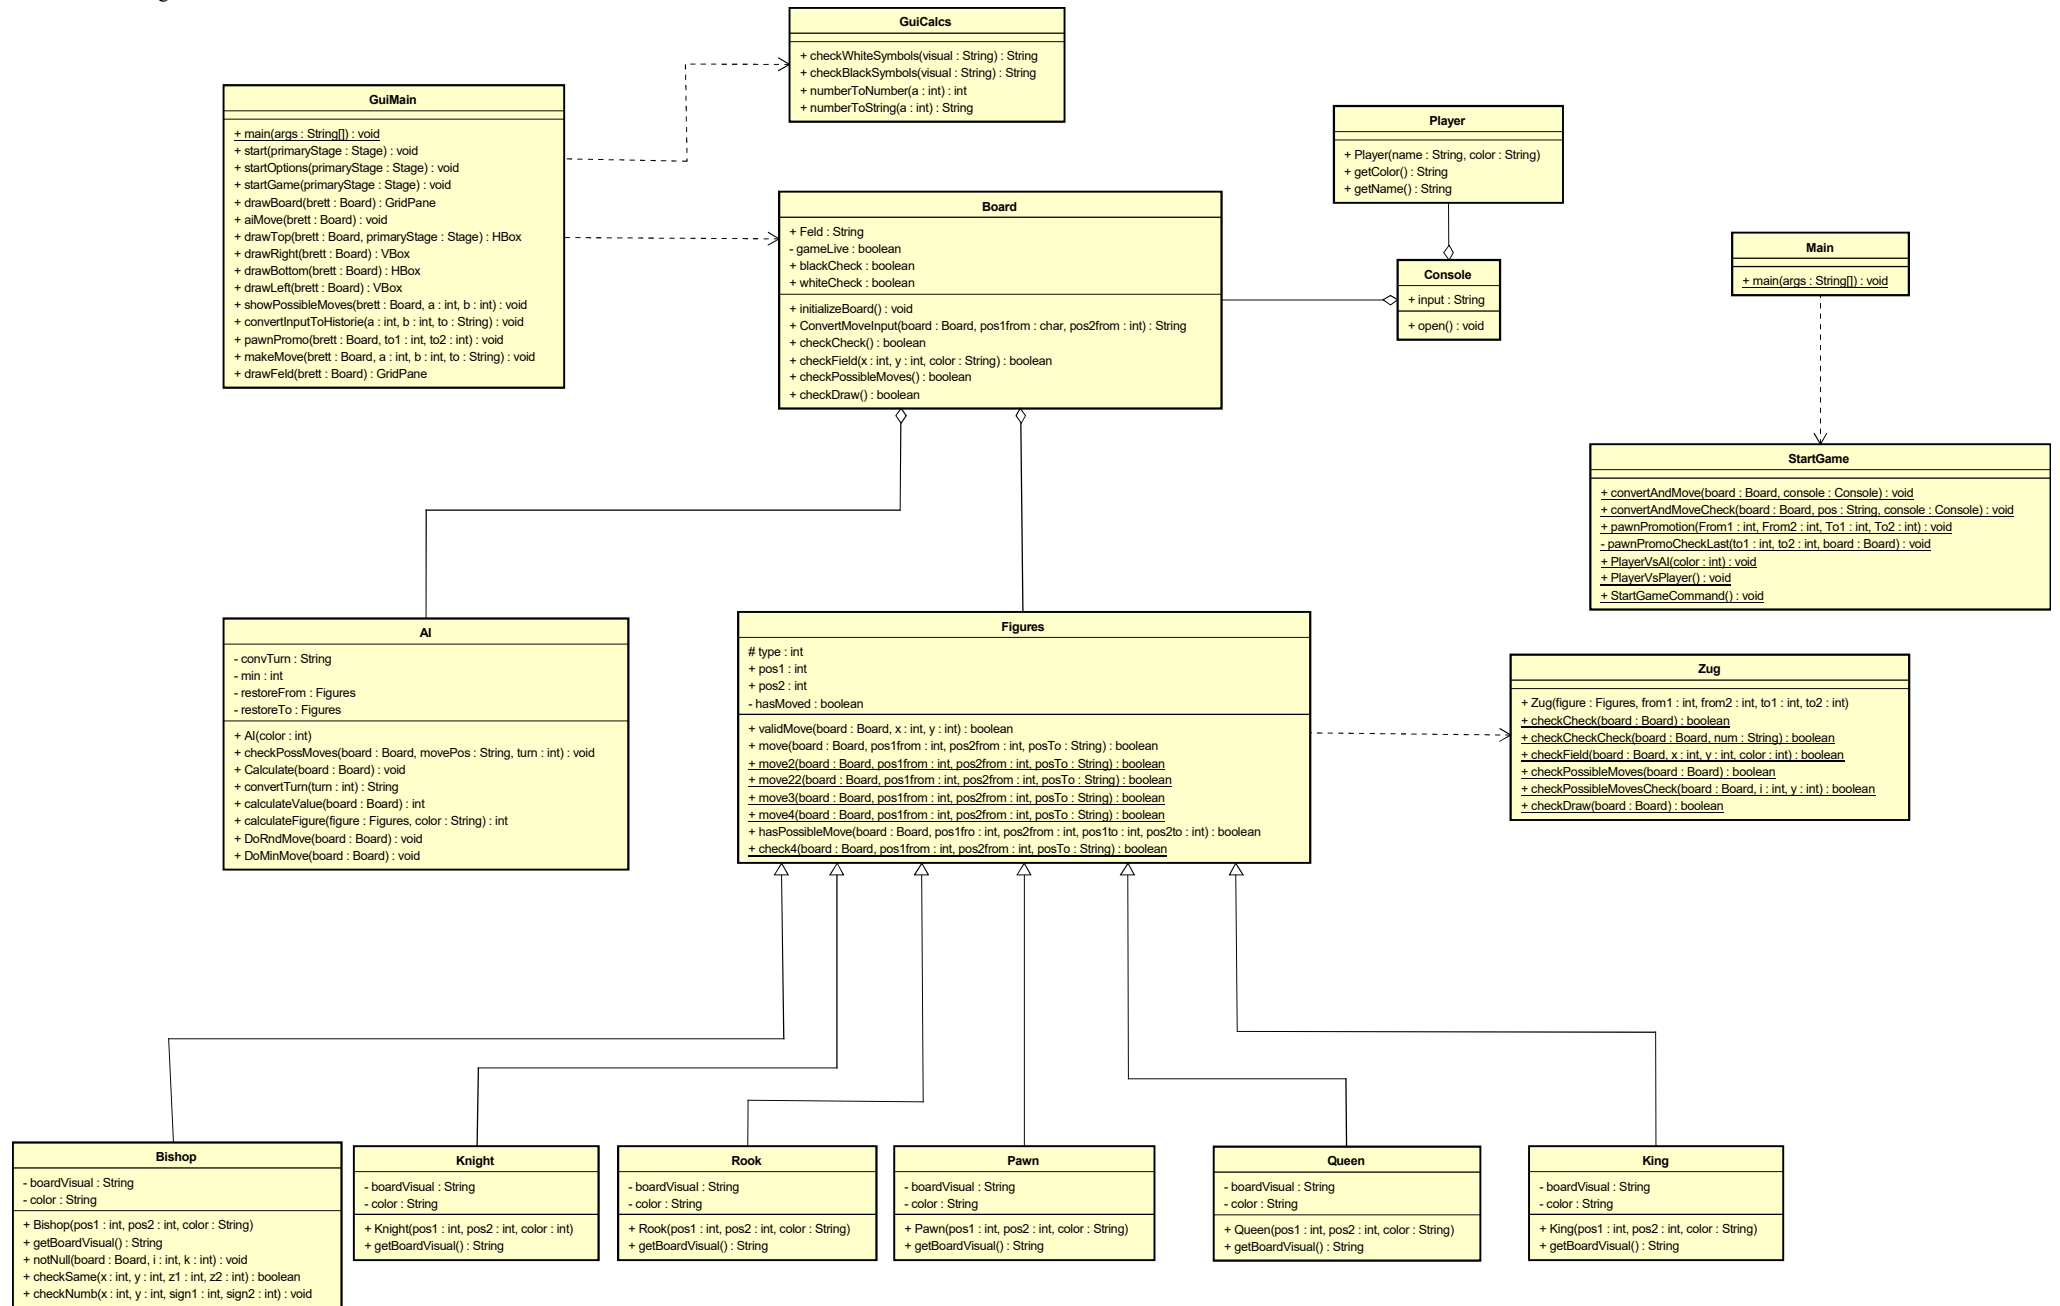 GuiCalcs
+ checkWhiteSymbols(visual : String) : String
+ checkBlackSymbols(visual : String) : String
+ numberToNumber(a : int) : int
+ numberToString(a : int) : String
GuiMain
+ main(args : String[]) : void
+ start(primaryStage : Stage) : void
+ startOptions(primaryStage : Stage) : void
+ startGame(primaryStage : Stage) : void
+ drawBoard(brett : Board) : GridPane
+ aiMove(brett : Board) : void
+ drawTop(brett : Board, primaryStage : Stage) : HBox
+ drawRight(brett : Board) : VBox
+ drawBottom(brett : Board) : HBox
+ drawLeft(brett : Board) : VBox
+ showPossibleMoves(brett : Board, a : int, b : int) : void
+ convertInputToHistorie(a : int, b : int, to : String) : void
+ pawnPromo(brett : Board, to1 : int, to2 : int) : void
+ makeMove(brett : Board, a : int, b : int, to : String) : void
+ drawFeld(brett : Board) : GridPane
Player
+ Player(name : String, color : String)
+ getColor() : String
+ getName() : String
Board
+ Feld : String
- gameLive : boolean
+ blackCheck : boolean
+ whiteCheck : boolean
+ initializeBoard() : void
+ ConvertMoveInput(board : Board, pos1from : char, pos2from : int) : String
+ checkCheck() : boolean
+ checkField(x : int, y : int, color : String) : boolean
+ checkPossibleMoves() : boolean
+ checkDraw() : boolean
Console
+ input : String
+ open() : void
Main
+ main(args : String[]) : void
StartGame
+ convertAndMove(board : Board, console : Console) : void
+ convertAndMoveCheck(board : Board, pos : String, console : Console) : void
+ pawnPromotion(From1 : int, From2 : int, To1 : int, To2 : int) : void
- pawnPromoCheckLast(to1 : int, to2 : int, board : Board) : void
+ PlayerVsAI(color : int) : void
+ PlayerVsPlayer() : void
+ StartGameCommand() : void
AI
- convTurn : String
- min : int
- restoreFrom : Figures
- restoreTo : Figures
+ AI(color : int)
+ checkPossMoves(board : Board, movePos : String, turn : int) : void
+ Calculate(board : Board) : void
+ convertTurn(turn : int) : String
+ calculateValue(board : Board) : int
+ calculateFigure(figure : Figures, color : String) : int
+ DoRndMove(board : Board) : void
+ DoMinMove(board : Board) : void
Figures
# type : int
+ pos1 : int
+ pos2 : int
- hasMoved : boolean
+ validMove(board : Board, x : int, y : int) : boolean
+ move(board : Board, pos1from : int, pos2from : int, posTo : String) : boolean
+ move2(board : Board, pos1from : int, pos2from : int, posTo : String) : boolean
+ move22(board : Board, pos1from : int, pos2from : int, posTo : String) : boolean
+ move3(board : Board, pos1from : int, pos2from : int, posTo : String) : boolean
+ move4(board : Board, pos1from : int, pos2from : int, posTo : String) : boolean
+ hasPossibleMove(board : Board, pos1fro : int, pos2from : int, pos1to : int, pos2to : int) : boolean
+ check4(board : Board, pos1from : int, pos2from : int, posTo : String) : boolean
Zug
+ Zug(figure : Figures, from1 : int, from2 : int, to1 : int, to2 : int)
+ checkCheck(board : Board) : boolean
+ checkCheckCheck(board : Board, num : String) : boolean
+ checkField(board : Board, x : int, y : int, color : int) : boolean
+ checkPossibleMoves(board : Board) : boolean
+ checkPossibleMovesCheck(board : Board, i : int, y : int) : boolean
+ checkDraw(board : Board) : boolean
Bishop
- boardVisual : String
- color : String
+ Bishop(pos1 : int, pos2 : int, color : String)
+ getBoardVisual() : String
+ notNull(board : Board, i : int, k : int) : void
+ checkSame(x : int, y : int, z1 : int, z2 : int) : boolean
+ checkNumb(x : int, y : int, sign1 : int, sign2 : int) : void
Knight
- boardVisual : String
- color : String
+ Knight(pos1 : int, pos2 : int, color : int)
+ getBoardVisual() : String
Rook
- boardVisual : String
- color : String
+ Rook(pos1 : int, pos2 : int, color : String)
+ getBoardVisual() : String
Pawn
- boardVisual : String
- color : String
+ Pawn(pos1 : int, pos2 : int, color : String)
+ getBoardVisual() : String
Queen
- boardVisual : String
- color : String
+ Queen(pos1 : int, pos2 : int, color : String)
+ getBoardVisual() : String
King
- boardVisual : String
- color : String
+ King(pos1 : int, pos2 : int, color : String)
+ getBoardVisual() : String